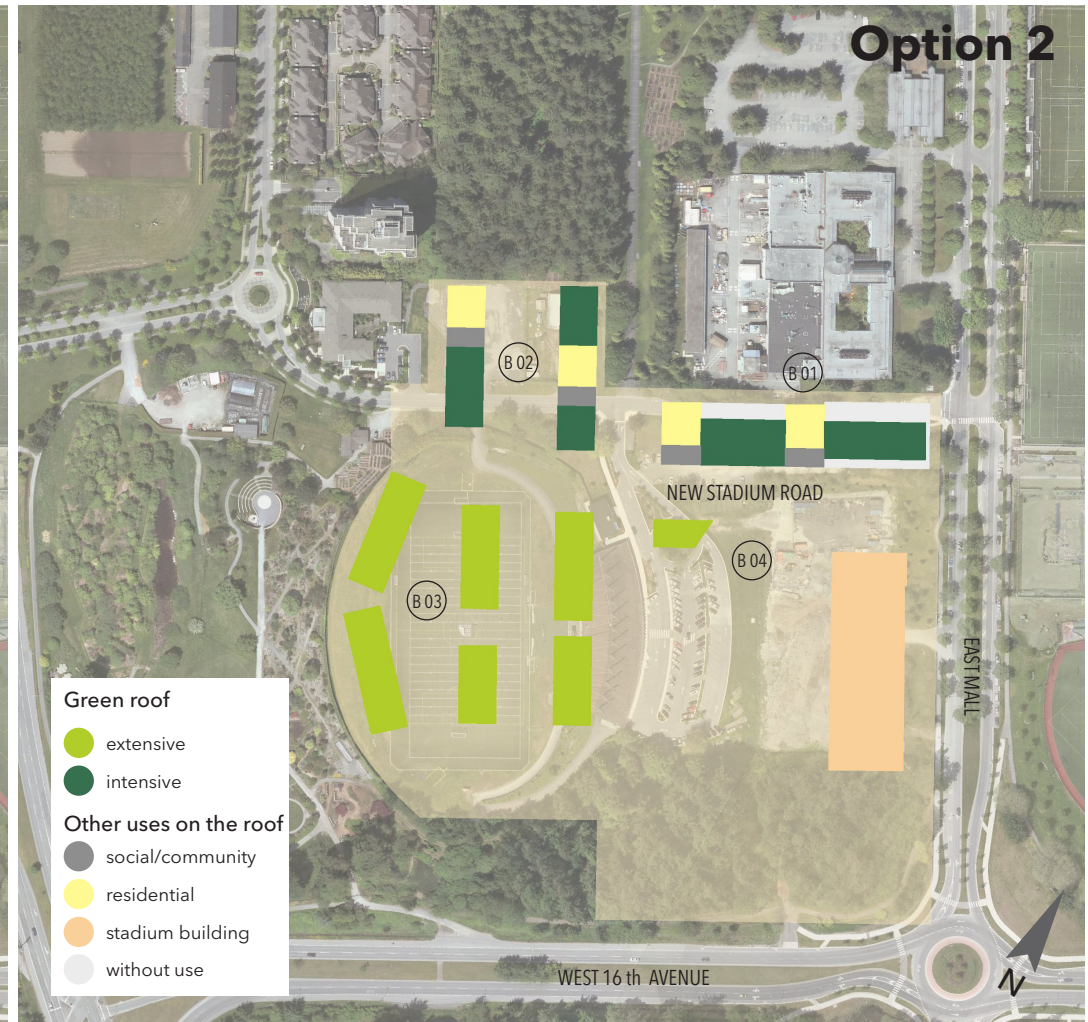 Option 2
B 02
B 01
NEW STADIUM ROAD
B 04
B 03
EAST MALL
Green roof
extensive
intensive
Other uses on the roof
social/community
residential
stadium building
without use
WEST 16 th AVENUE
N